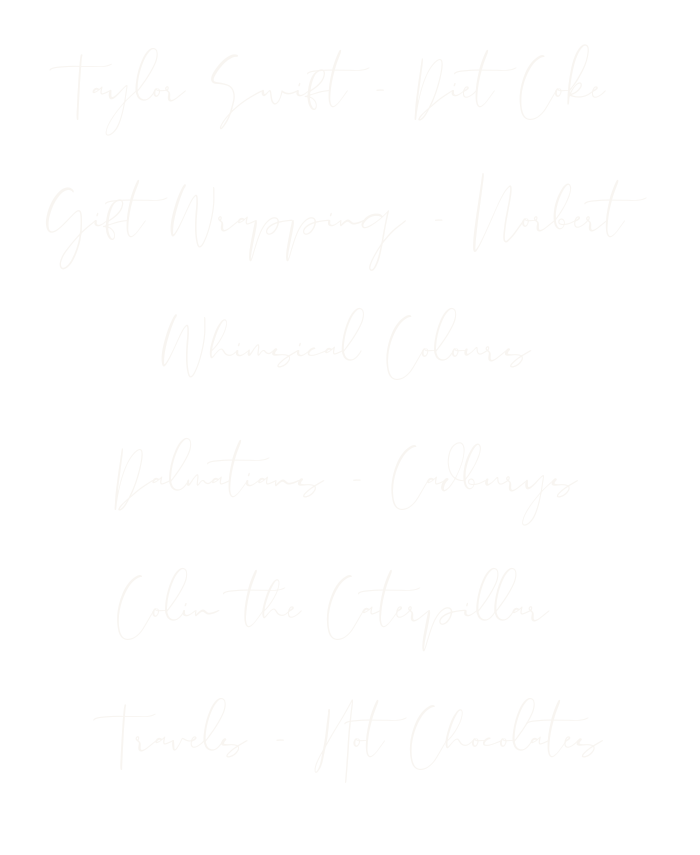 Taylor Swift - Diet Coke
Gift Wrapping - Norbert
Whimsical Colours
Dalmatians - Cadburys
Colin the Caterpillar
Travels - Hot Chocolates